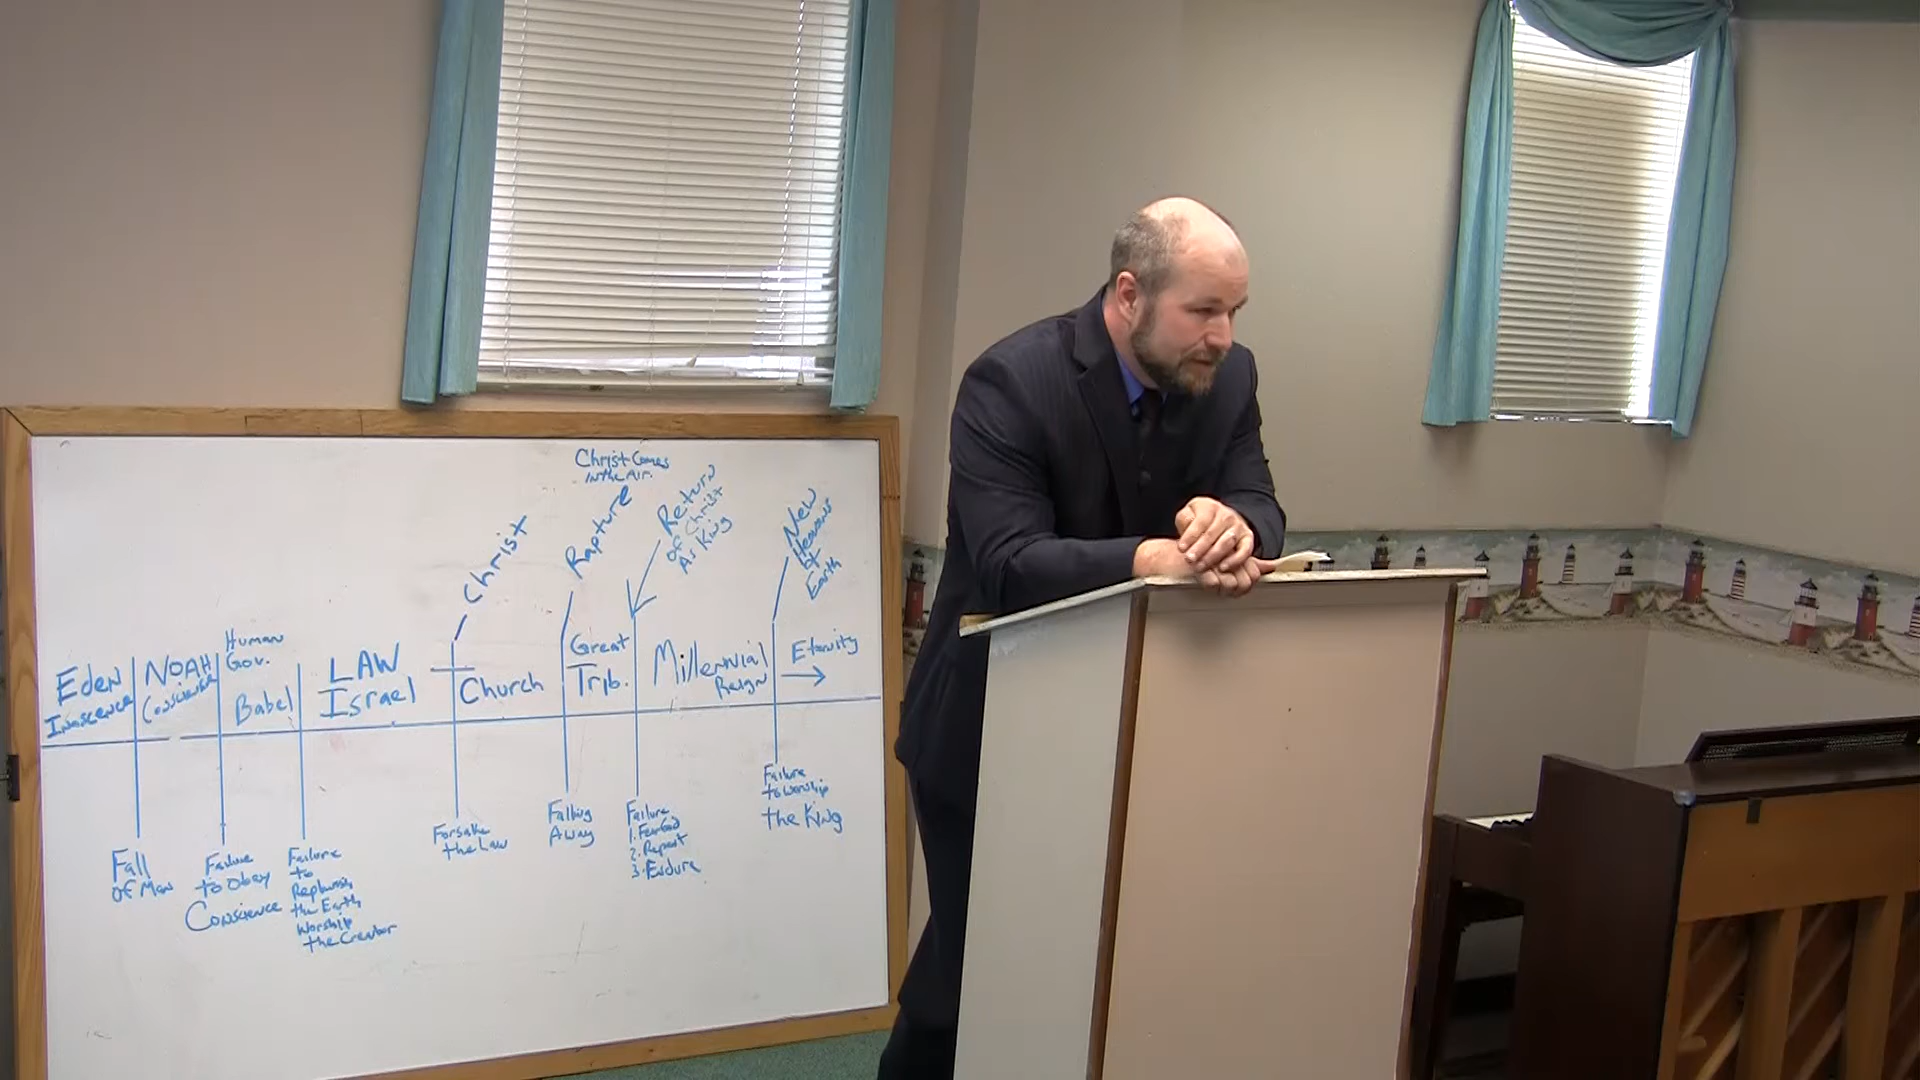 Christ Comes
in the Air.
Christ
Rapture
Return
of Christ
As King
New
Heavens
Earth
Eden
NOAH
Human
Gov.
Babel
LAW
Israel
Church
Great
Trib.
Millennial
Reign
Eternity
Fall
of Man
Failure
to Obey
Conscience
Failure
to
the Earth
Worship
the Creator
Forsake
the Law
Falling
Away
Failure
1. Fear God
2. Repent
3. Endure
Failure
to worship
the King